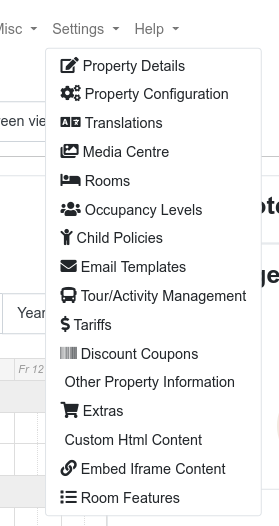 Misc Settings Help
Property Details
Property Configuration
een vie
Translations
Media Centre
Rooms
Occupancy Levels
Child Policies
Email Templates
Tour/Activity Management
Year
Tariffs
Discount Coupons
Fr 12
Other Property Information
Extras
Custom Html Content
Embed Iframe Content
Room Features